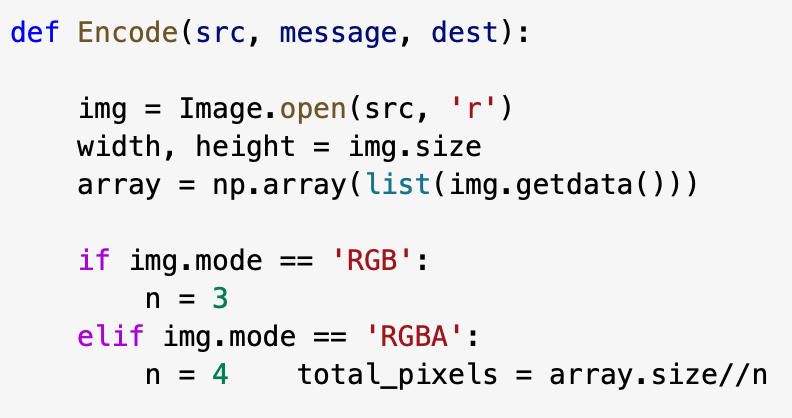 def Encode(src, message, dest):
img = Image.open(src, 'r')
width, height = img.size
array = np.array(list(img.getdata()))
if img.mode == 'RGB':
n = 3
elif img.mode == 'RGBA':
n = 4    total_pixels = array.size//n